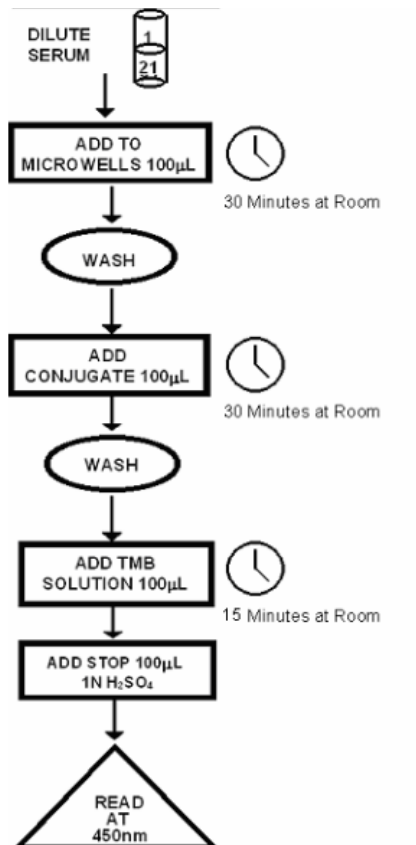 DILUTE
SERUM
1
21
ADD TO
MICROWELLS 100µL
30 Minutes at Room
WASH
ADD
CONJUGATE 100µL
30 Minutes at Room
WASH
ADD TMB
SOLUTION 100µL
15 Minutes at Room
ADD STOP 100µL
1N H₂SO₄
READ
AT
450nm